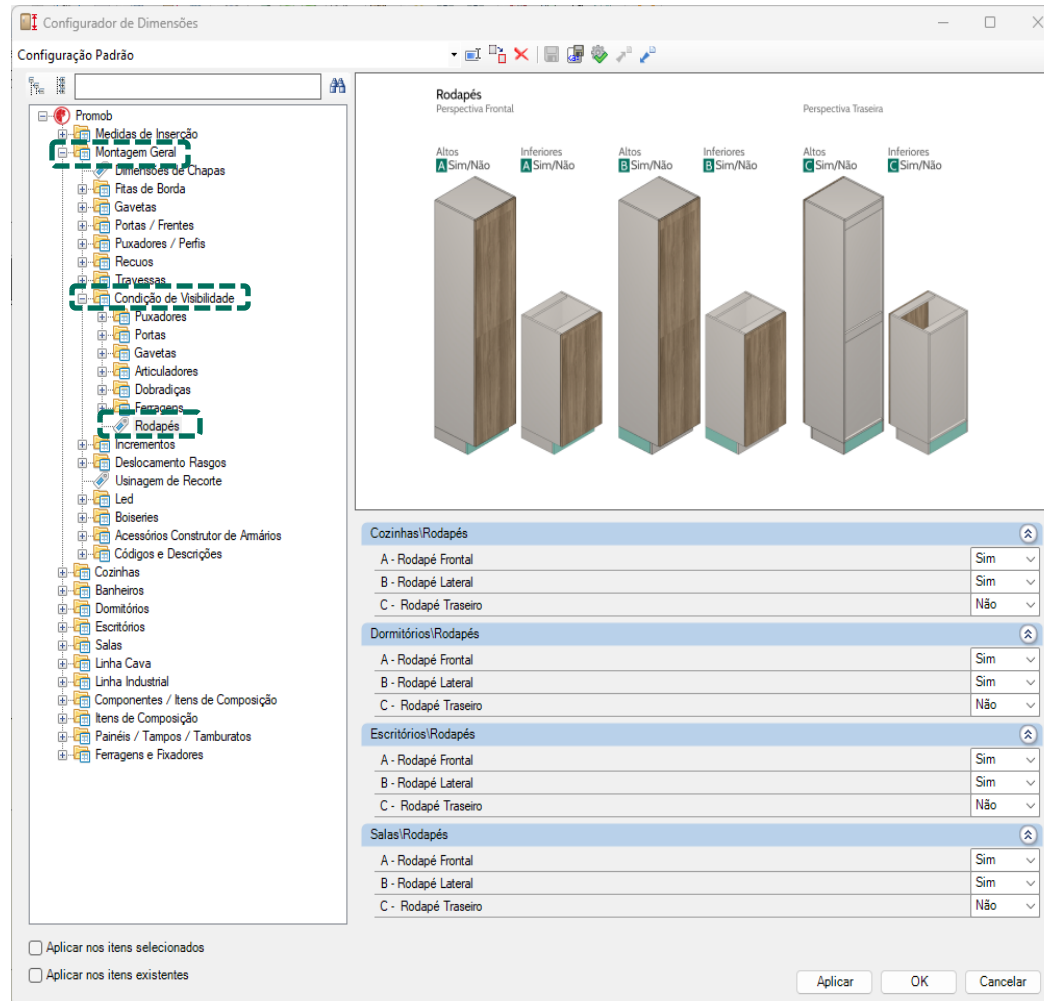 Configurador de Dimensões
Configuração Padrão
Promob
Medidas de Inserção
Montagem Geral
Dimensões de Chapas
Fitas de Borda
Gavetas
Portas / Frentes
Puxadores / Perfis
Recuos
Travessas
Condição de Visibilidade
Puxadores
Portas
Gavetas
Articuladores
Dobradiças
Ferragens
Rodapés
Incrementos
Deslocamento Rasgos
Usinagem de Recorte
Led
Boiseries
Acessórios Construtor de Armários
Códigos e Descrições
Cozinhas
Banheiros
Dormitórios
Escritórios
Salas
Linha Cava
Linha Industrial
Componentes / Itens de Composição
Itens de Composição
Painéis / Tampos / Tamburatos
Ferragens e Fixadores
Rodapés
Perspectiva Frontal Perspectiva Traseira
Altos Inferiores Altos Inferiores Altos Inferiores
A Sim/Não A Sim/Não B Sim/Não B Sim/Não C Sim/Não C Sim/Não
Cozinhas\Rodapés
A - Rodapé Frontal Sim
B - Rodapé Lateral Sim
C - Rodapé Traseiro Não
Dormitórios\Rodapés
A - Rodapé Frontal Sim
B - Rodapé Lateral Sim
C - Rodapé Traseiro Não
Escritórios\Rodapés
A - Rodapé Frontal Sim
B - Rodapé Lateral Sim
C - Rodapé Traseiro Não
Salas\Rodapés
A - Rodapé Frontal Sim
B - Rodapé Lateral Sim
C - Rodapé Traseiro Não
Aplicar nos itens selecionados
Aplicar nos itens existentes
Aplicar OK Cancelar